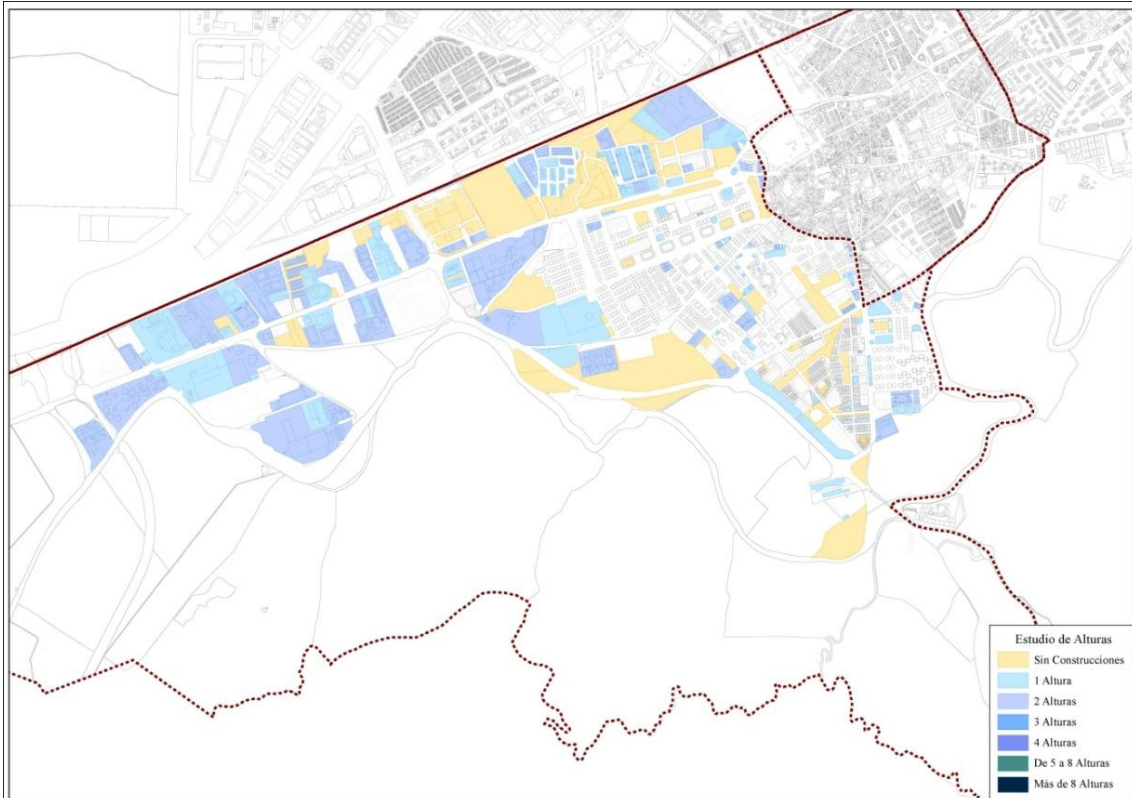 Estudio de Alturas
Sin Construcciones
1 Altura
2 Alturas
3 Alturas
4 Alturas
De 5 a 8 Alturas
Más de 8 Alturas